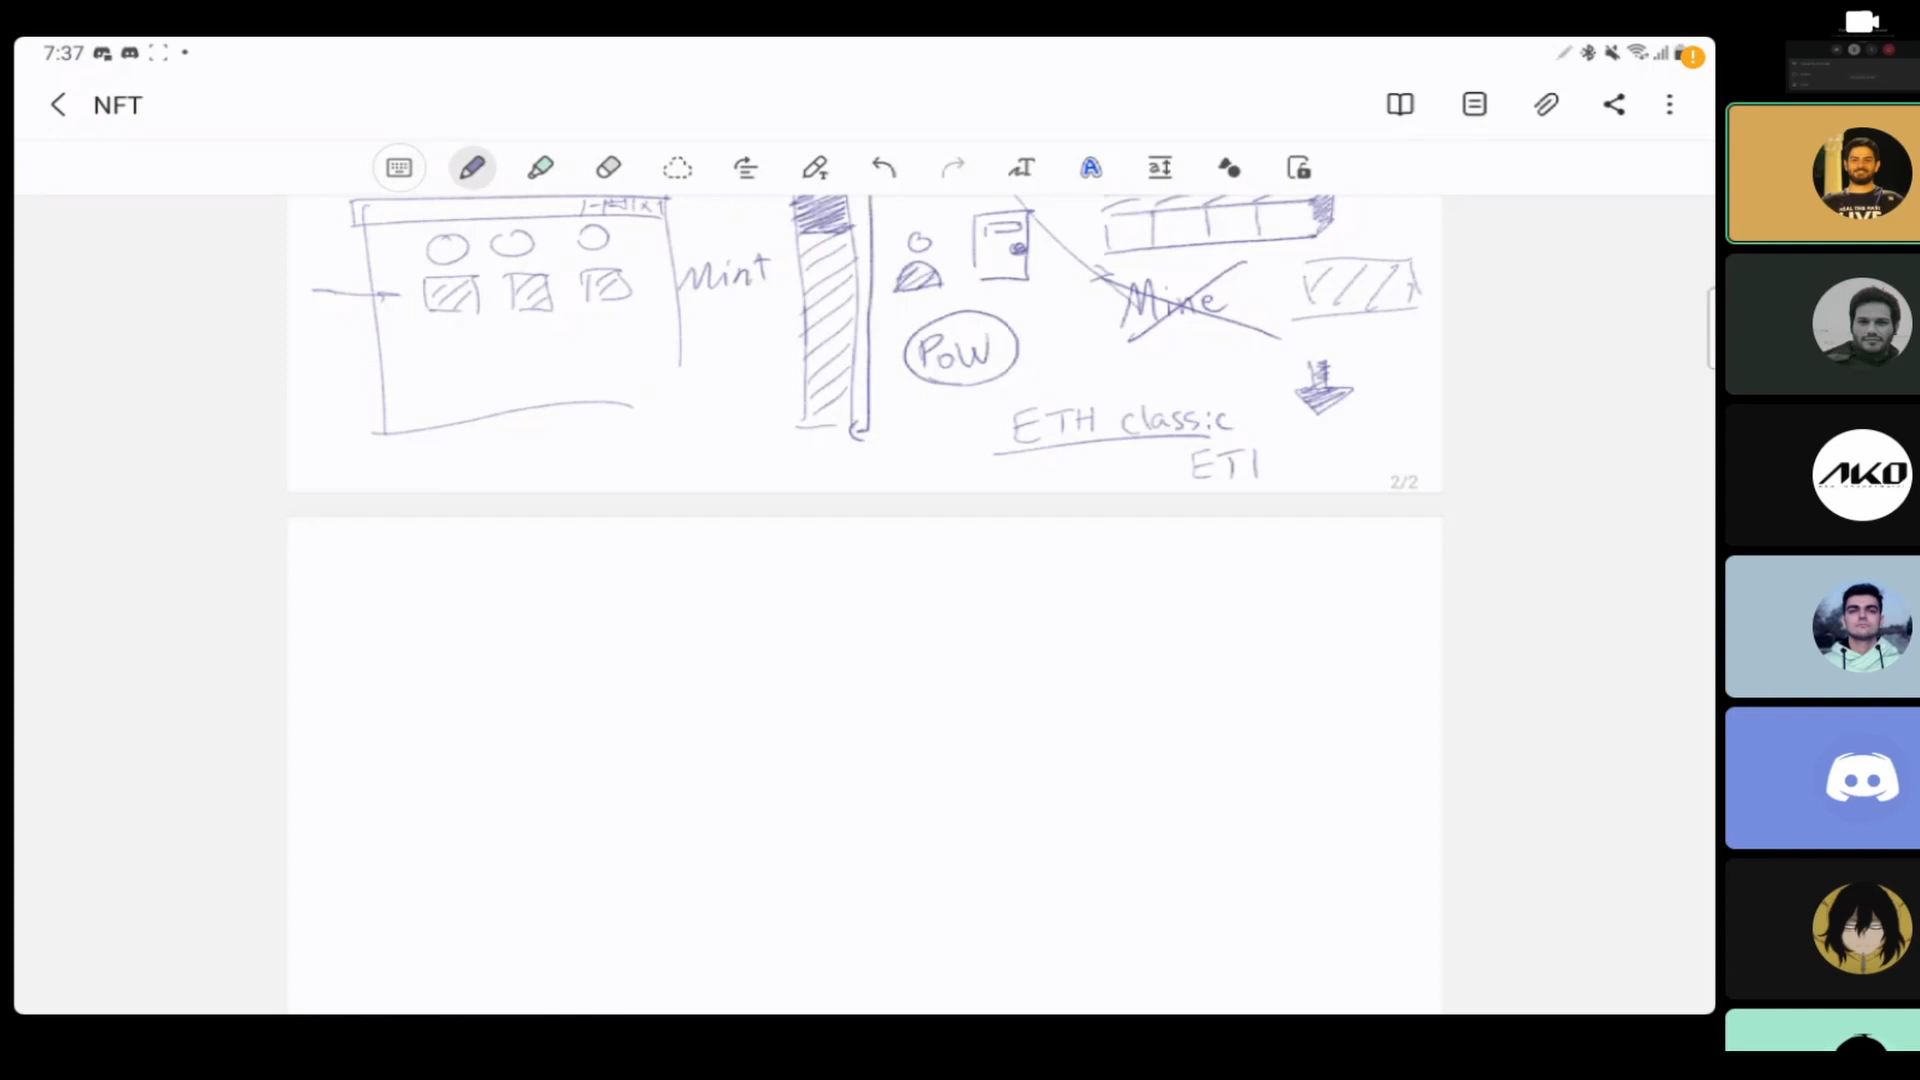 7:37
NFT
Mint
Mine
PoW
ETH classic
ETI
2/2
AKO